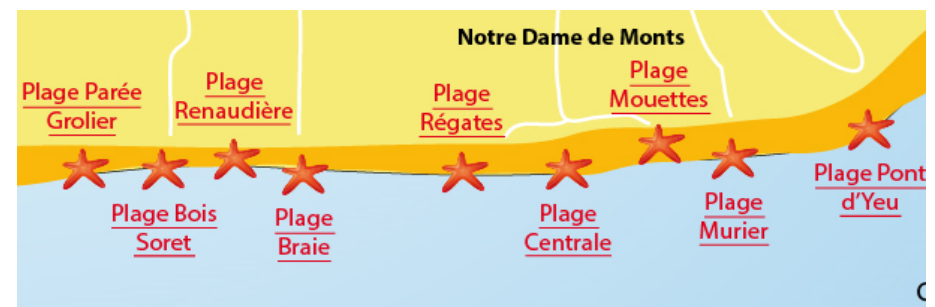 Notre Dame de Monts
Plage Parée
Grolier
Plage
Renaudière
Plage
Régates
Plage
Mouettes
Plage Bois
Soret
Plage
Braie
Plage
Centrale
Plage
Murier
Plage Pont
d'Yeu